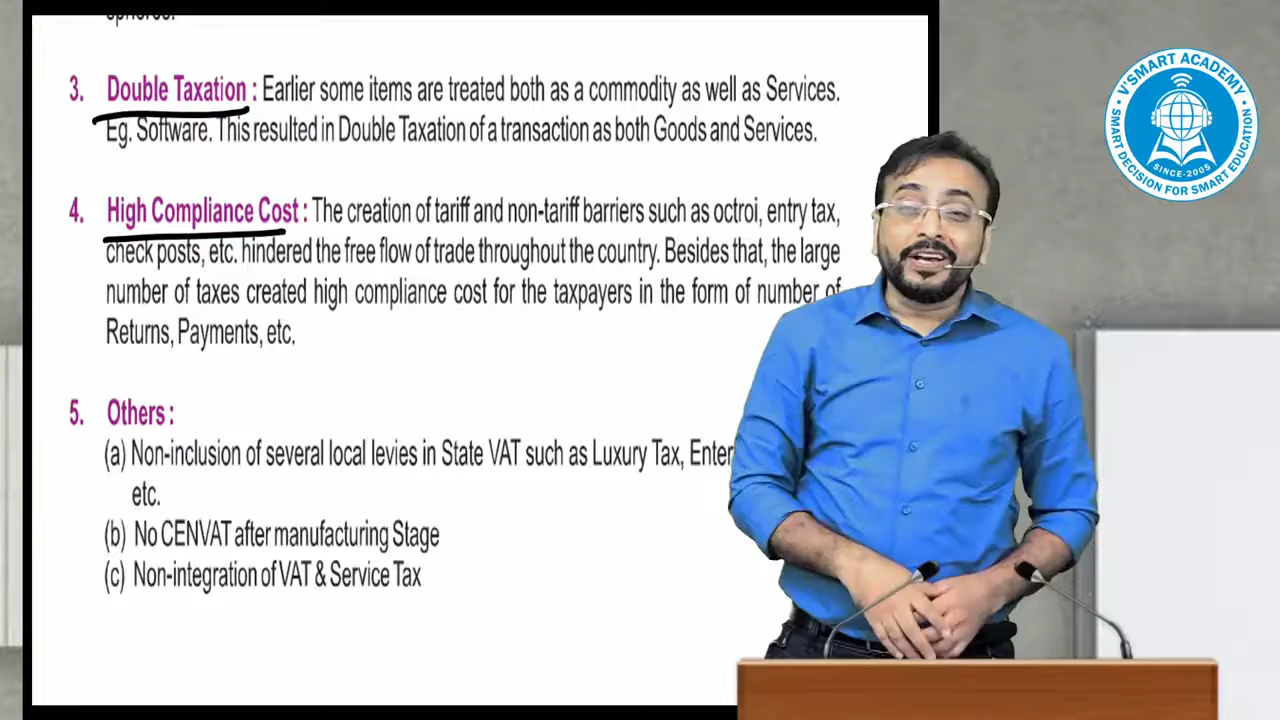 spheres.
3. Double Taxation : Earlier some items are treated both as a commodity as well as Services.
Eg. Software. This resulted in Double Taxation of a transaction as both Goods and Services.
4. High Compliance Cost : The creation of tariff and non-tariff barriers such as octroi, entry tax,
check posts, etc. hindered the free flow of trade throughout the country. Besides that, the large
number of taxes created high compliance cost for the taxpayers in the form of number of
Returns, Payments, etc.
5. Others :
(a) Non-inclusion of several local levies in State VAT such as Luxury Tax, Enter
etc.
(b) No CENVAT after manufacturing Stage
(c) Non-integration of VAT & Service Tax
V'SMART ACADEMY
SINCE-2005
SMART DECISION FOR SMART EDUCATION